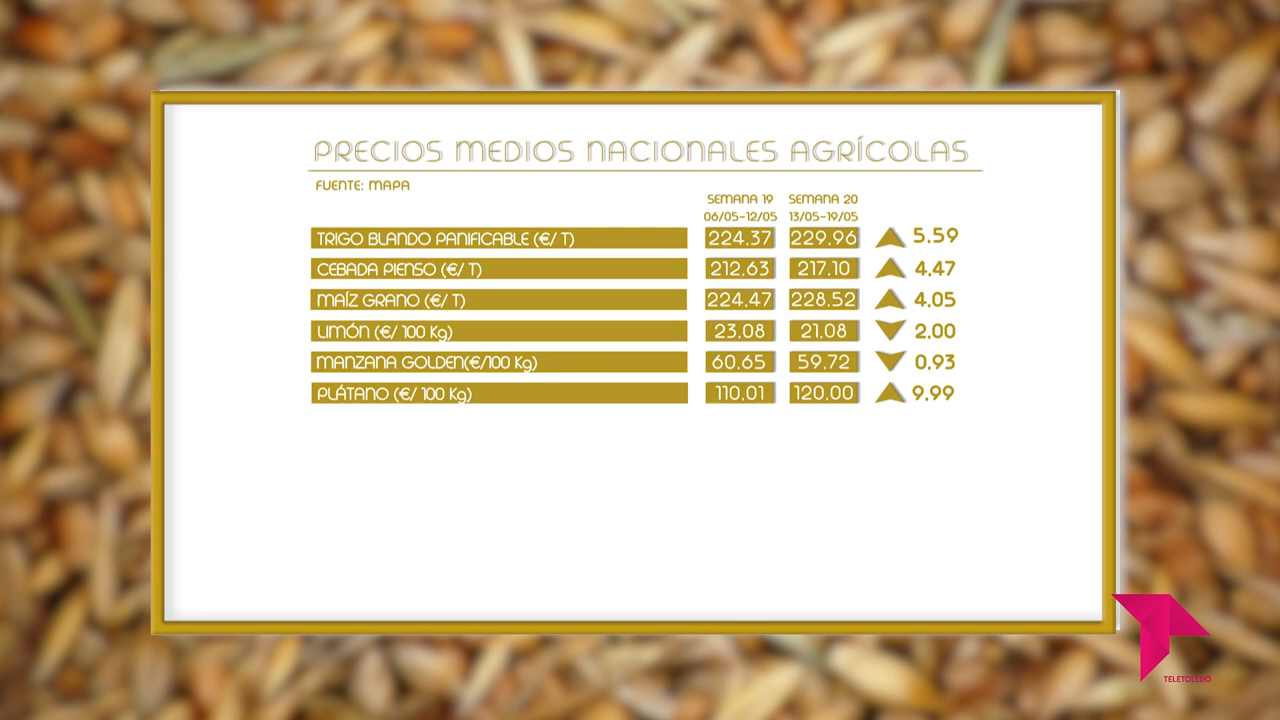 PRECIOS MEDIOS NACIONALES AGRÍCOLAS
FUENTE: MAPA
SEMANA 19 SEMANA 20
06/05-12/05 13/05-19/05
TRIGO BLANDO PANIFICABLE (€/ T) 224.37 229.96 5.59
CEBADA PIENSO (€/ T) 212.63 217.10 4.47
MAÍZ GRANO (€/ T) 224.47 228.52 4.05
LIMÓN (€/ 100 Kg) 23.08 21.08 2.00
MANZANA GOLDEN(€/100 Kg) 60.65 59.72 0.93
PLÁTANO (€/ 100 Kg) 110.01 120.00 9.99
TELETOLEDO